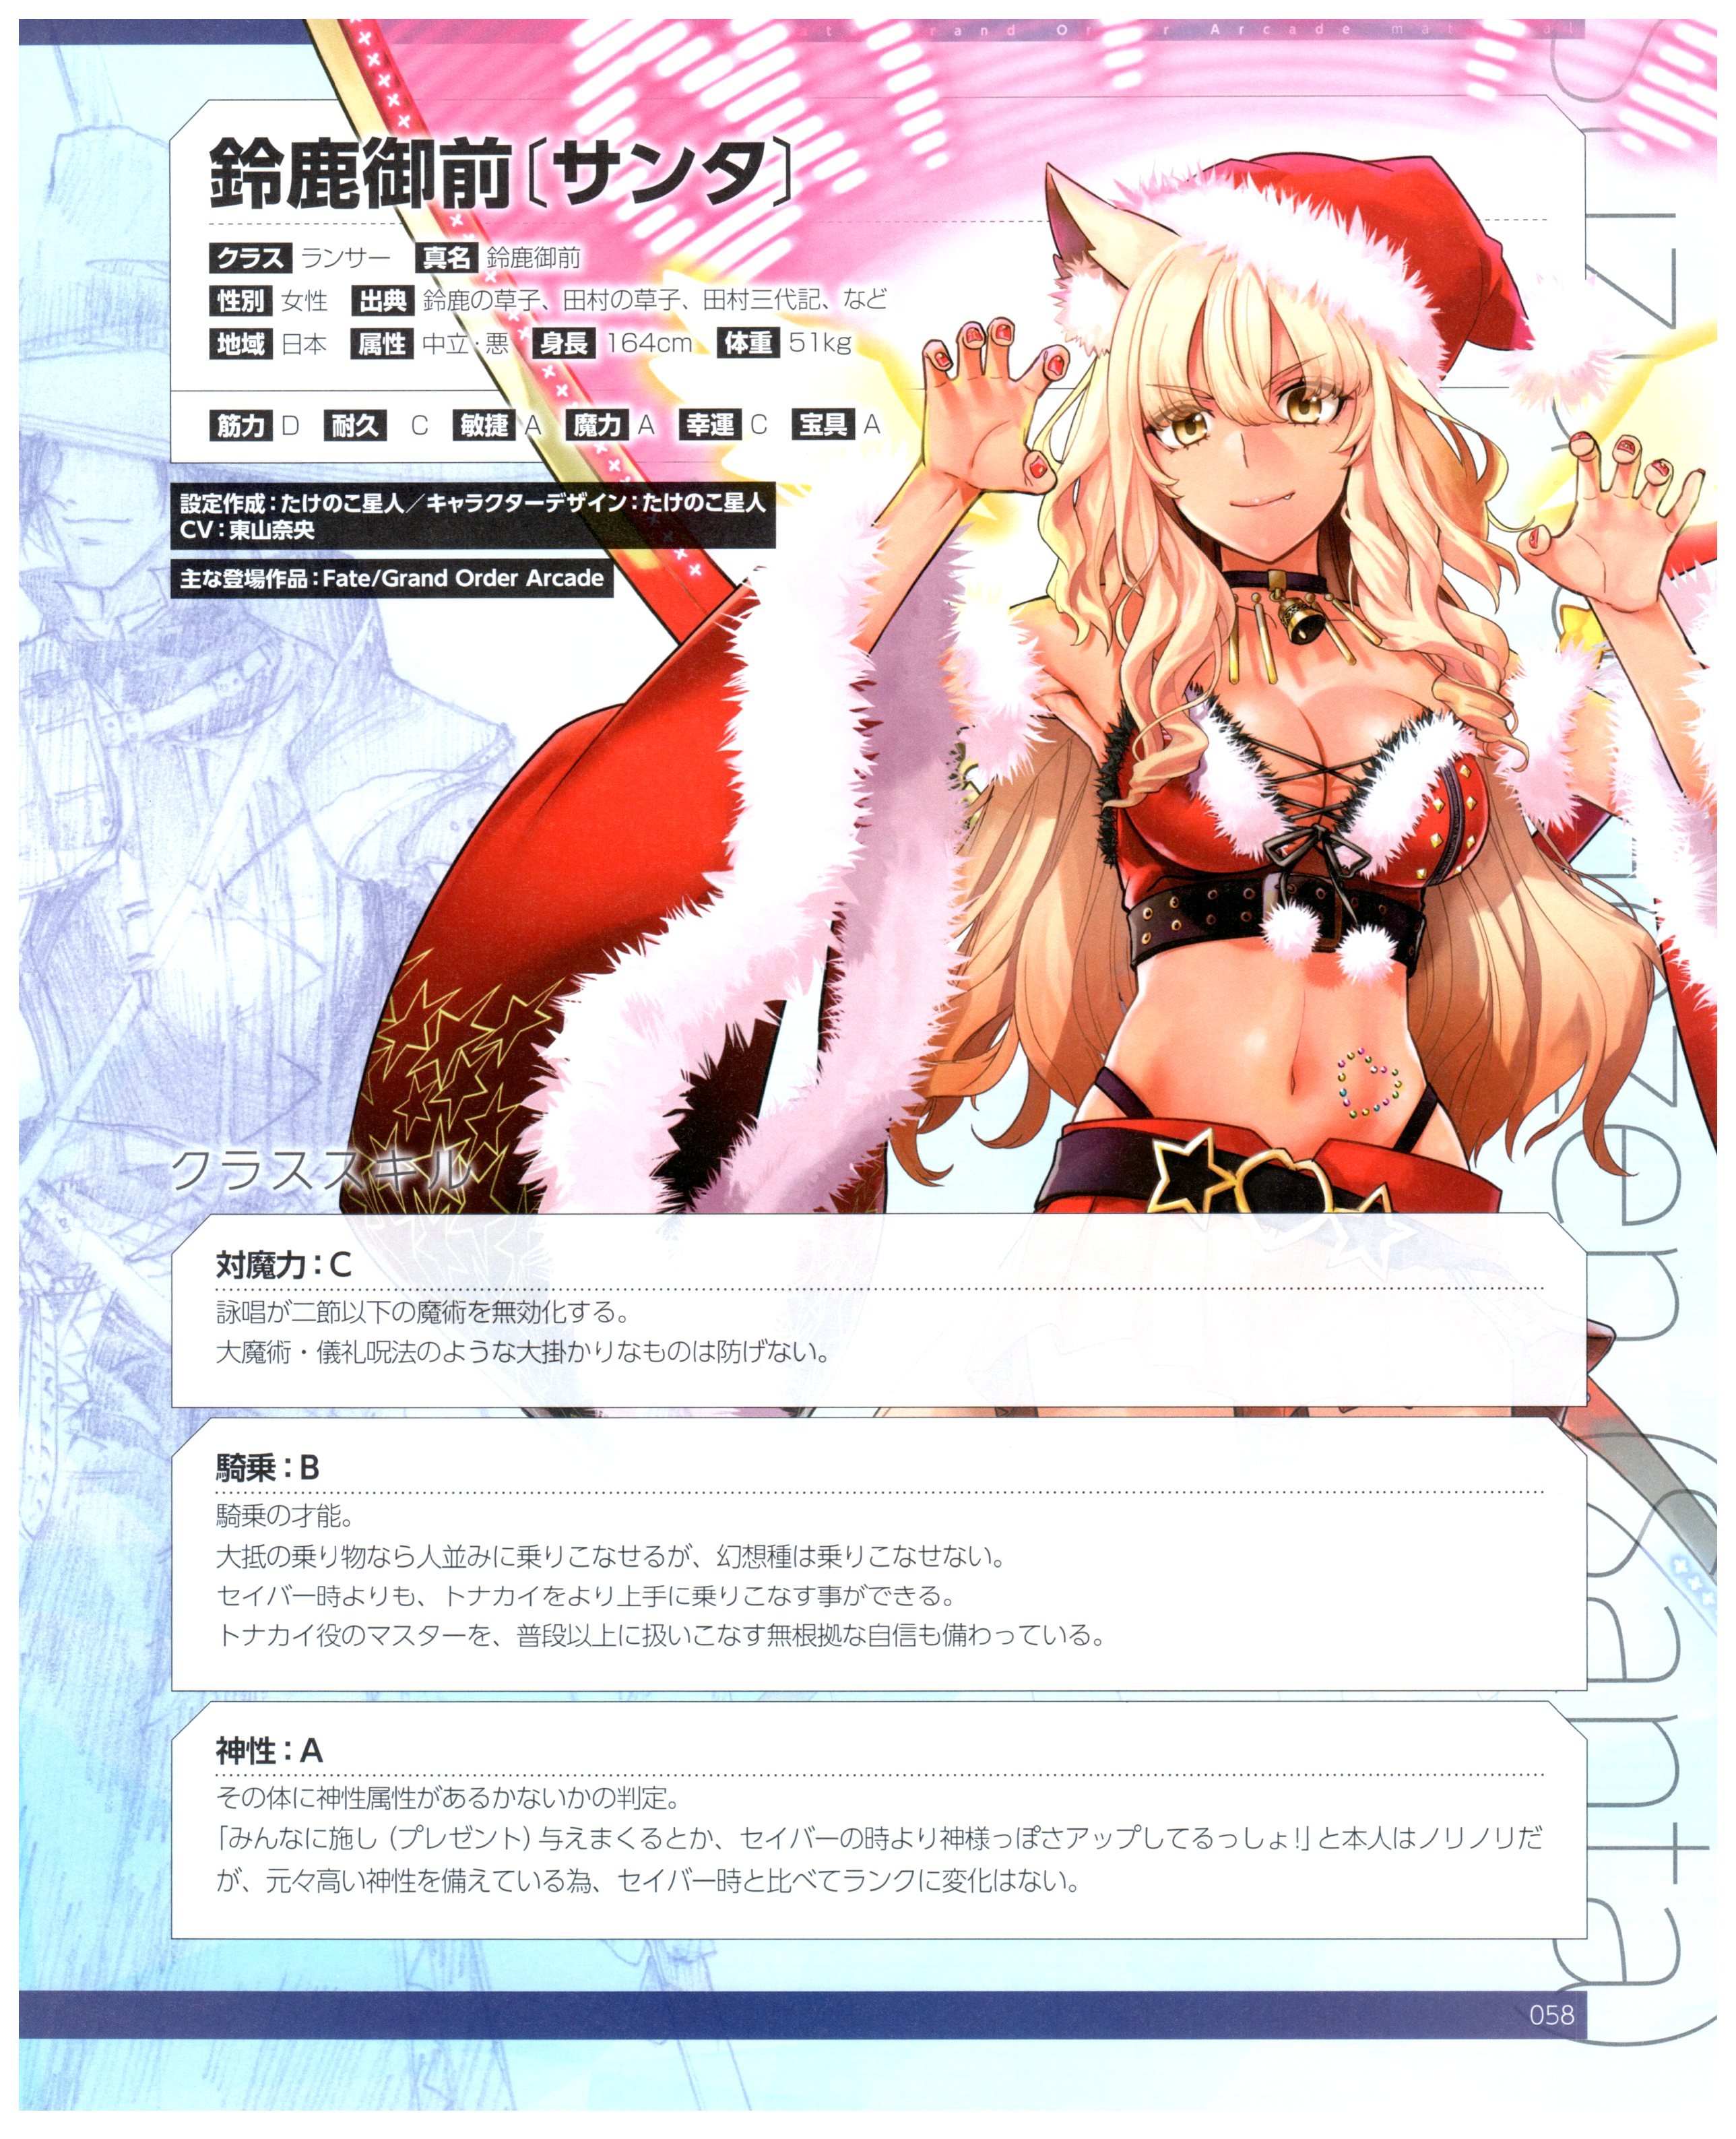 Fate/Grand Order Arcade material
鈴鹿御前〔サンタ〕
クラス ランサー 真名 鈴鹿御前
性別 女性 出典 鈴鹿の草子、田村の草子、田村三代記、など
地域 日本 属性 中立・悪 身長 164cm 体重 51kg
筋力 D 耐久 C 敏捷 A 魔力 A 幸運 C 宝具 A
設定作成：たけのこ星人／キャラクターデザイン：たけのこ星人
CV：東山奈央
主な登場作品：Fate/Grand Order Arcade
クラススキル
対魔力：C
詠唱が二節以下の魔術を無効化する。
大魔術・儀礼呪法のような大掛かりなものは防げない。
騎乗：B
騎乗の才能。
大抵の乗り物なら人並みに乗りこなせるが、幻想種は乗りこなせない。
セイバー時よりも、トナカイをより上手に乗りこなす事ができる。
トナカイ役のマスターを、普段以上に扱いこなす無根拠な自信も備わっている。
神性：A
その体に神性属性があるかないかの判定。
「みんなに施し（プレゼント）与えまくるとか、セイバーの時より神様っぽさアップしてるっしょ！」と本人はノリノリだ
が、元々高い神性を備えている為、セイバー時と比べてランクに変化はない。
058